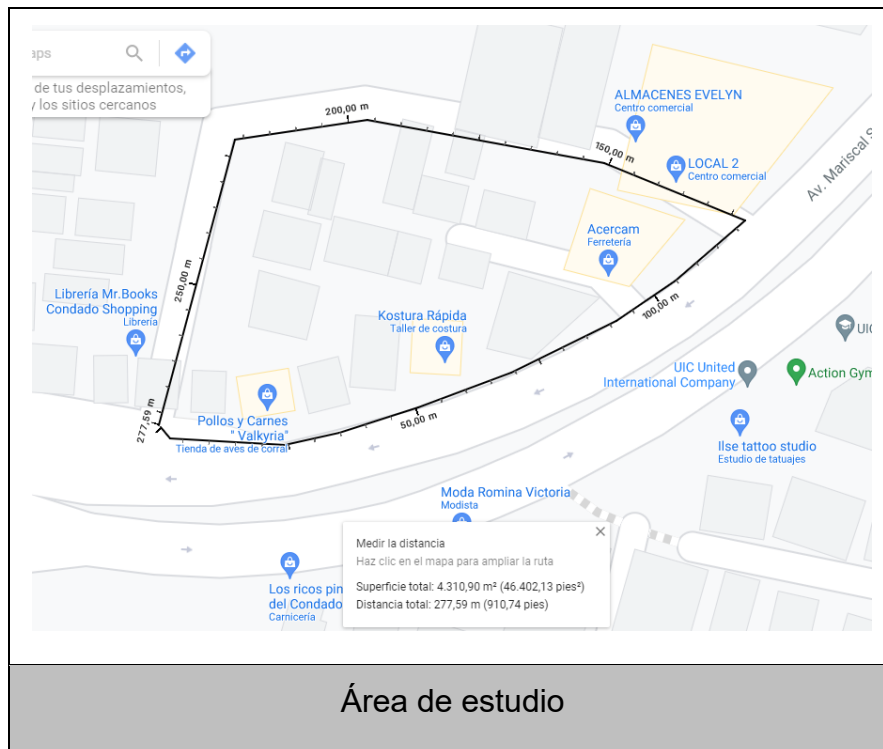 aps
de tus desplazamientos,
y los sitios cercanos
200,00 m
ALMACENES EVELYN
Centro comercial
150,00 m
LOCAL 2
Centro comercial
Av. Mariscal S
Acercam
Ferretería
250,00 m
100,00 m
Librería Mr.Books
Condado Shopping
Librería
Kostura Rápida
Taller de costura
UIC
UIC United
International Company
Action Gym
277,59 m
Pollos y Carnes
" Valkyria"
Tienda de aves de corral
50,00 m
Ilse tattoo studio
Estudio de tatuajes
Moda Romina Victoria
Modista
Medir la distancia
Haz clic en el mapa para ampliar la ruta
Superficie total: 4.310,90 m² (46.402,13 pies²)
Distancia total: 277,59 m (910,74 pies)
Los ricos pin
del Condado
Carnicería
Área de estudio